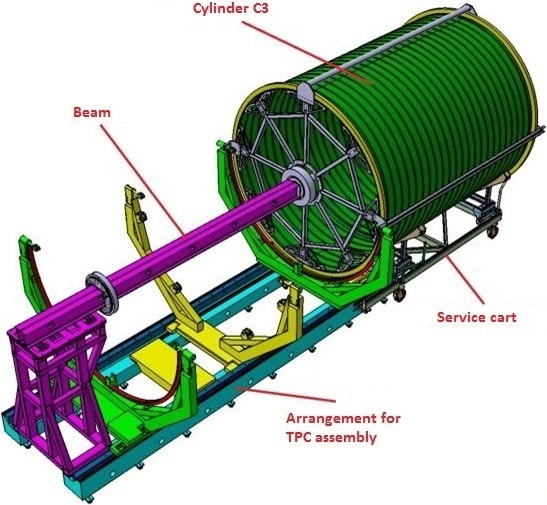 Cylinder C3
Beam
Service cart
Arrangement for
TPC assembly